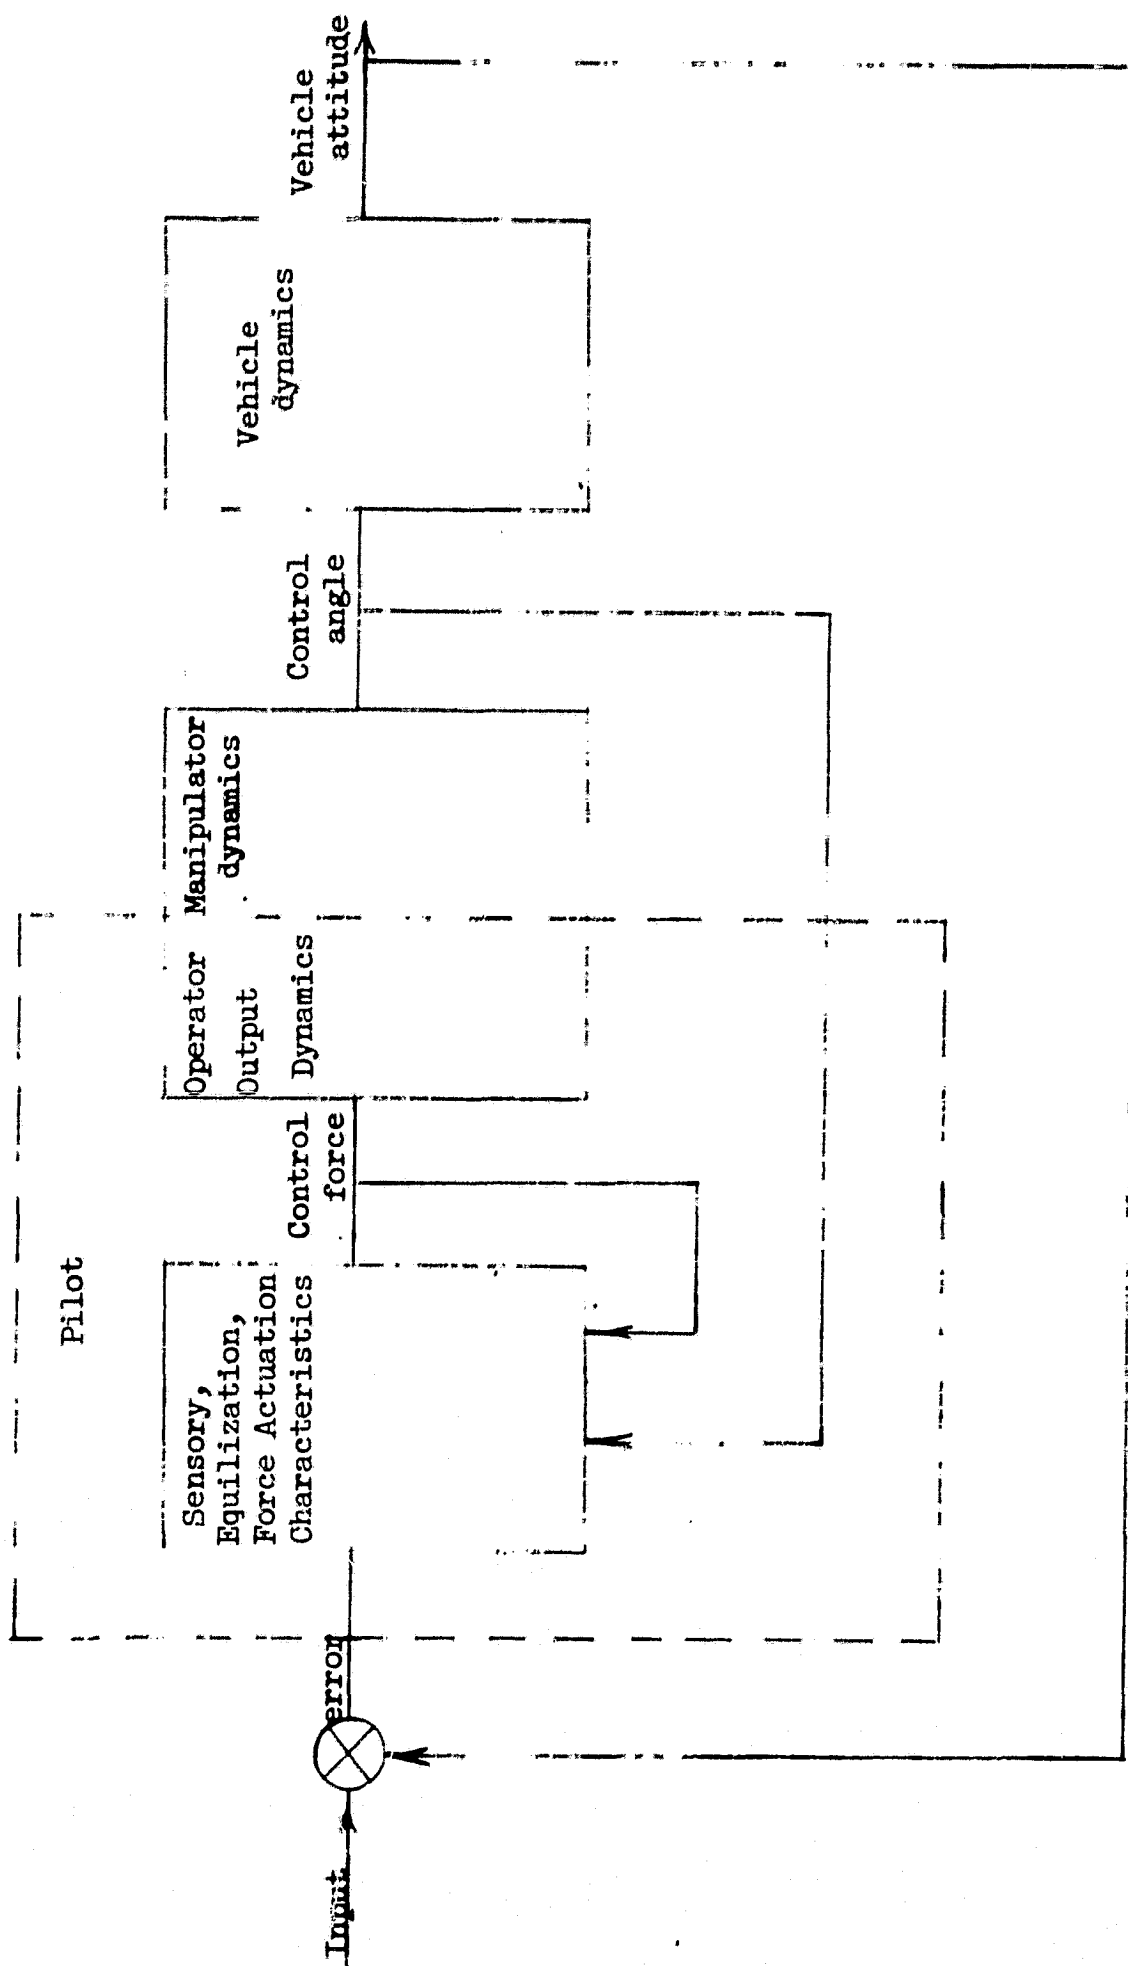 Pilot
Input
error
Sensory,
Equilization,
Force Actuation
Characteristics
Control
force
Operator
Output
Dynamics
Manipulator
dynamics
Control
angle
Vehicle
dynamics
Vehicle
attitude